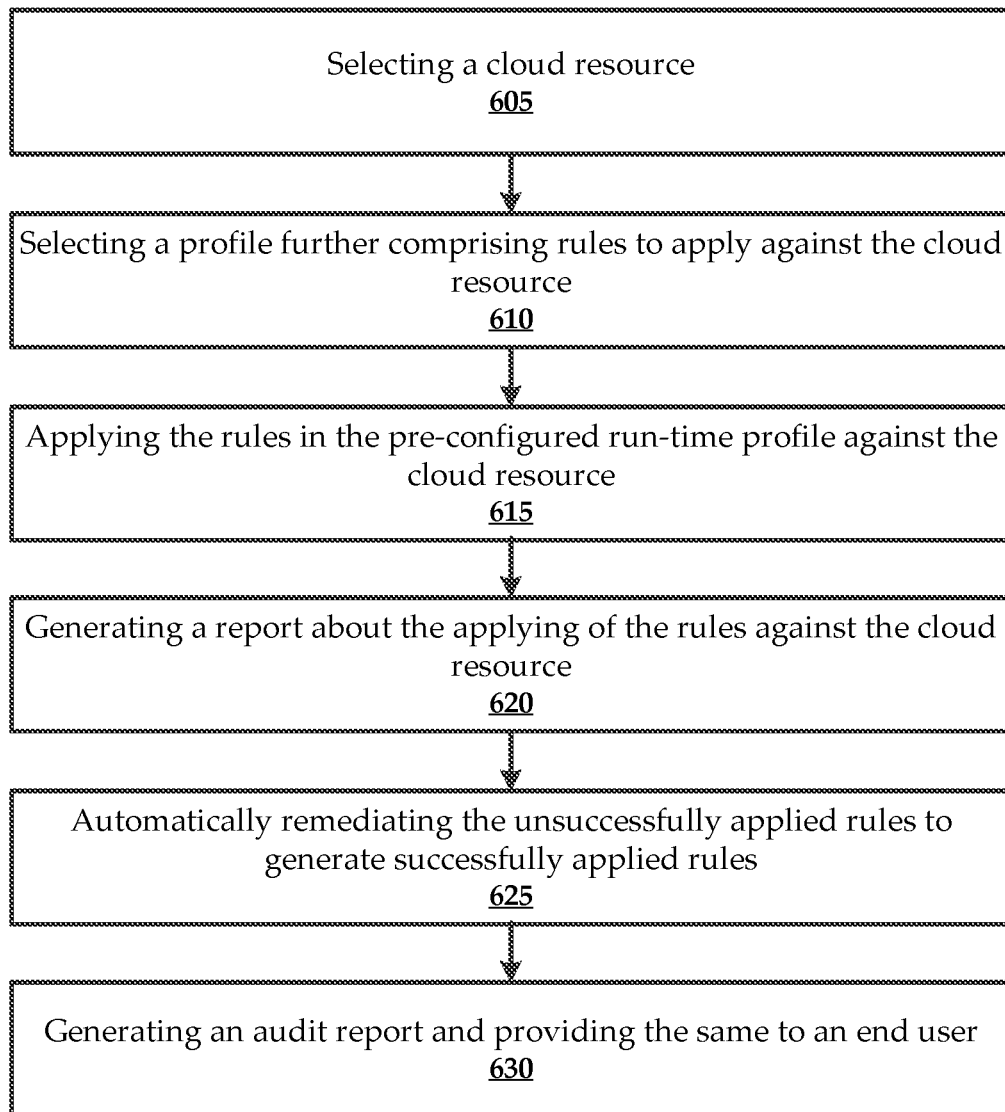 Selecting a cloud resource
605
Selecting a profile further comprising rules to apply against the cloud
resource
610
Applying the rules in the pre-configured run-time profile against the
cloud resource
615
Generating a report about the applying of the rules against the cloud
resource
620
Automatically remediating the unsuccessfully applied rules to
generate successfully applied rules
625
Generating an audit report and providing the same to an end user
630